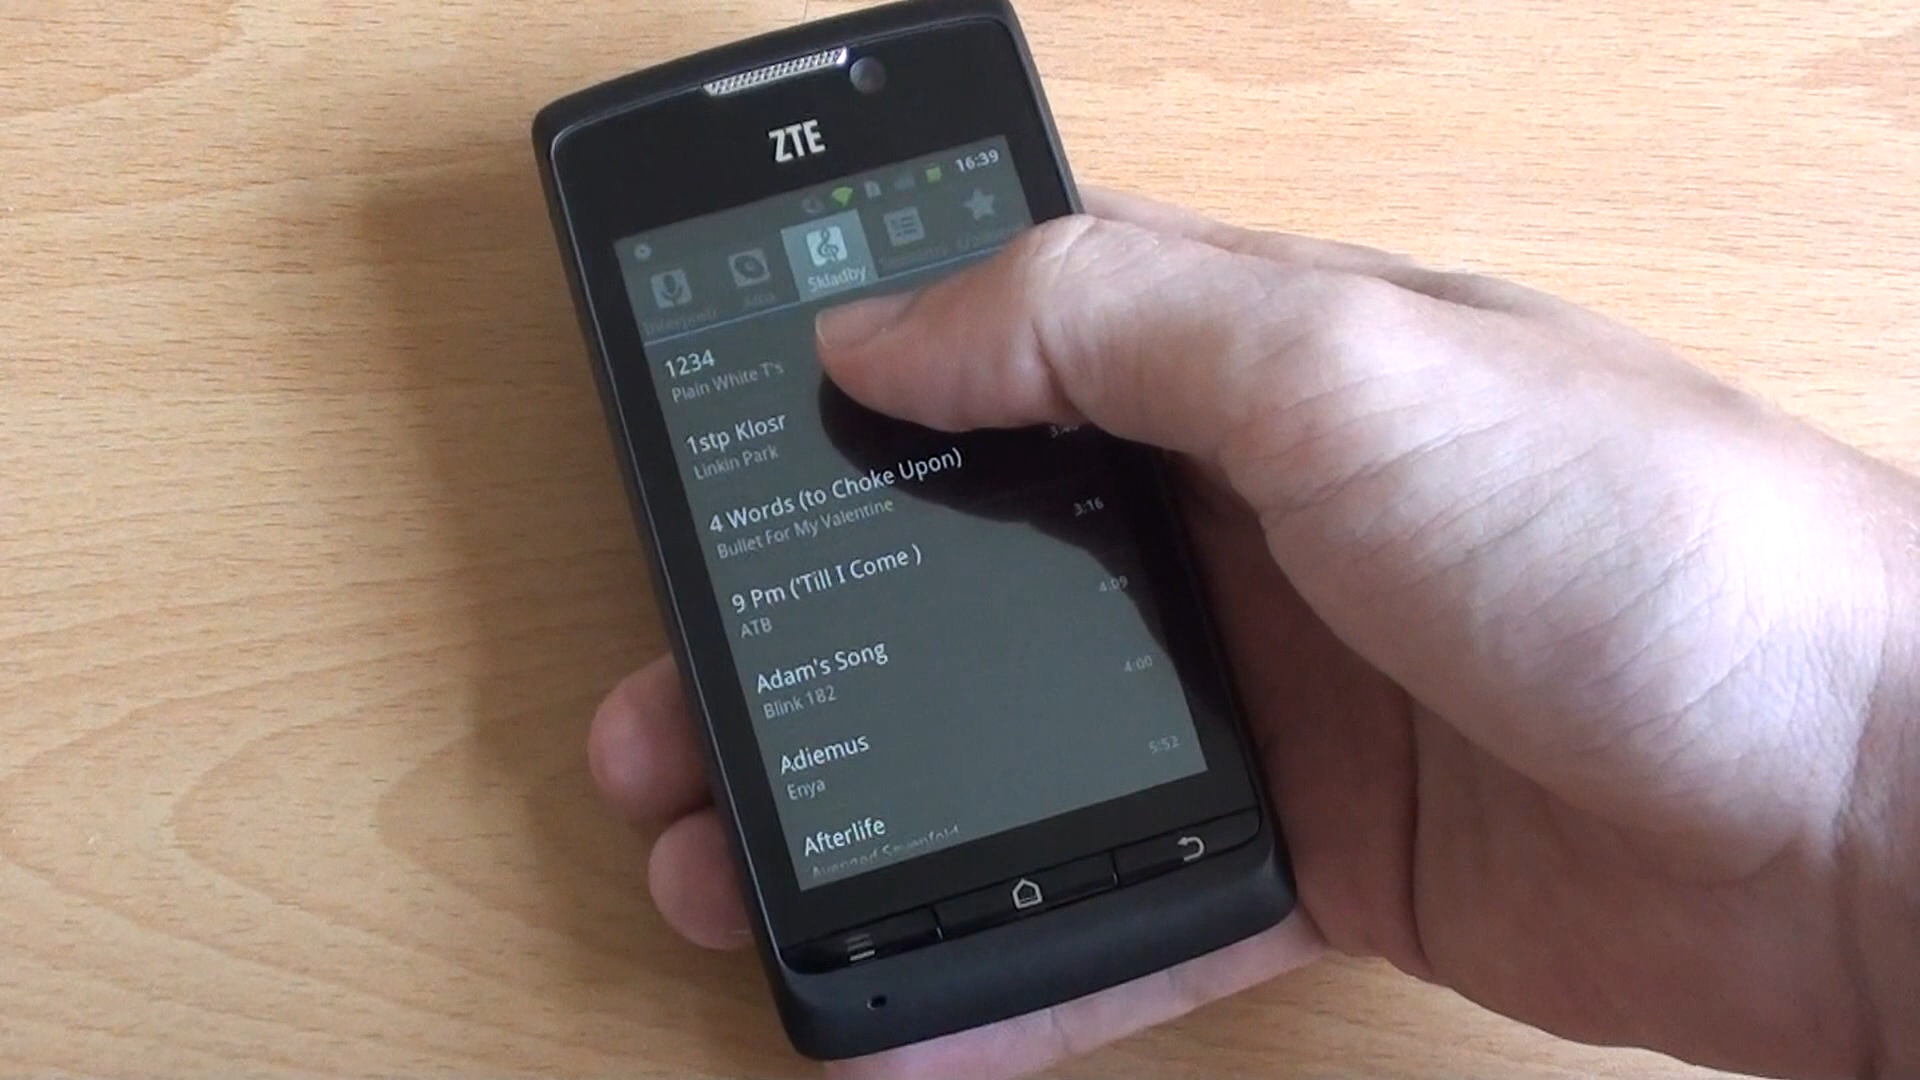 ZTE
16:39
Skladby
1234
Plain White T's
1stp Klosr
Linkin Park
4 Words (to Choke Upon)
Bullet For My Valentine
3:16
9 Pm ('Till I Come )
ATB
4:09
Adam's Song
Blink 182
4:00
Adiemus
Enya
5:52
Afterlife
Avenged Sevenfold